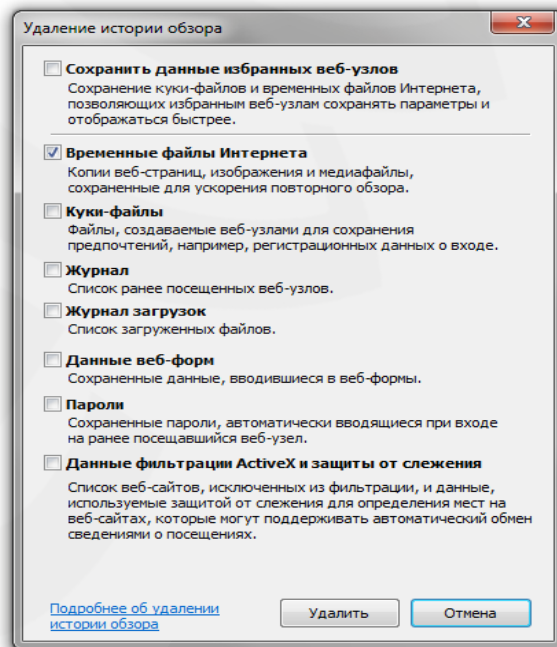 Удаление истории обзора
Сохранить данные избранных веб-узлов
Сохранение куки-файлов и временных файлов Интернета,
позволяющих избранным веб-узлам сохранять параметры и
отображаться быстрее.
Временные файлы Интернета
Копии веб-страниц, изображения и медиафайлы,
сохраненные для ускорения повторного обзора.
Куки-файлы
Файлы, создаваемые веб-узлами для сохранения
предпочтений, например, регистрационных данных о входе.
Журнал
Список ранее посещенных веб-узлов.
Журнал загрузок
Список загруженных файлов.
Данные веб-форм
Сохраненные данные, вводившиеся в веб-формы.
Пароли
Сохраненные пароли, автоматически вводящиеся при входе
на ранее посещавшийся веб-узел.
Данные фильтрации ActiveX и защиты от слежения
Список веб-сайтов, исключенных из фильтрации, и данные,
используемые защитой от слежения для определения мест на
веб-сайтах, которые могут поддерживать автоматический обмен
сведениями о посещениях.
Подробнее об удалении
истории обзора
Удалить
Отмена